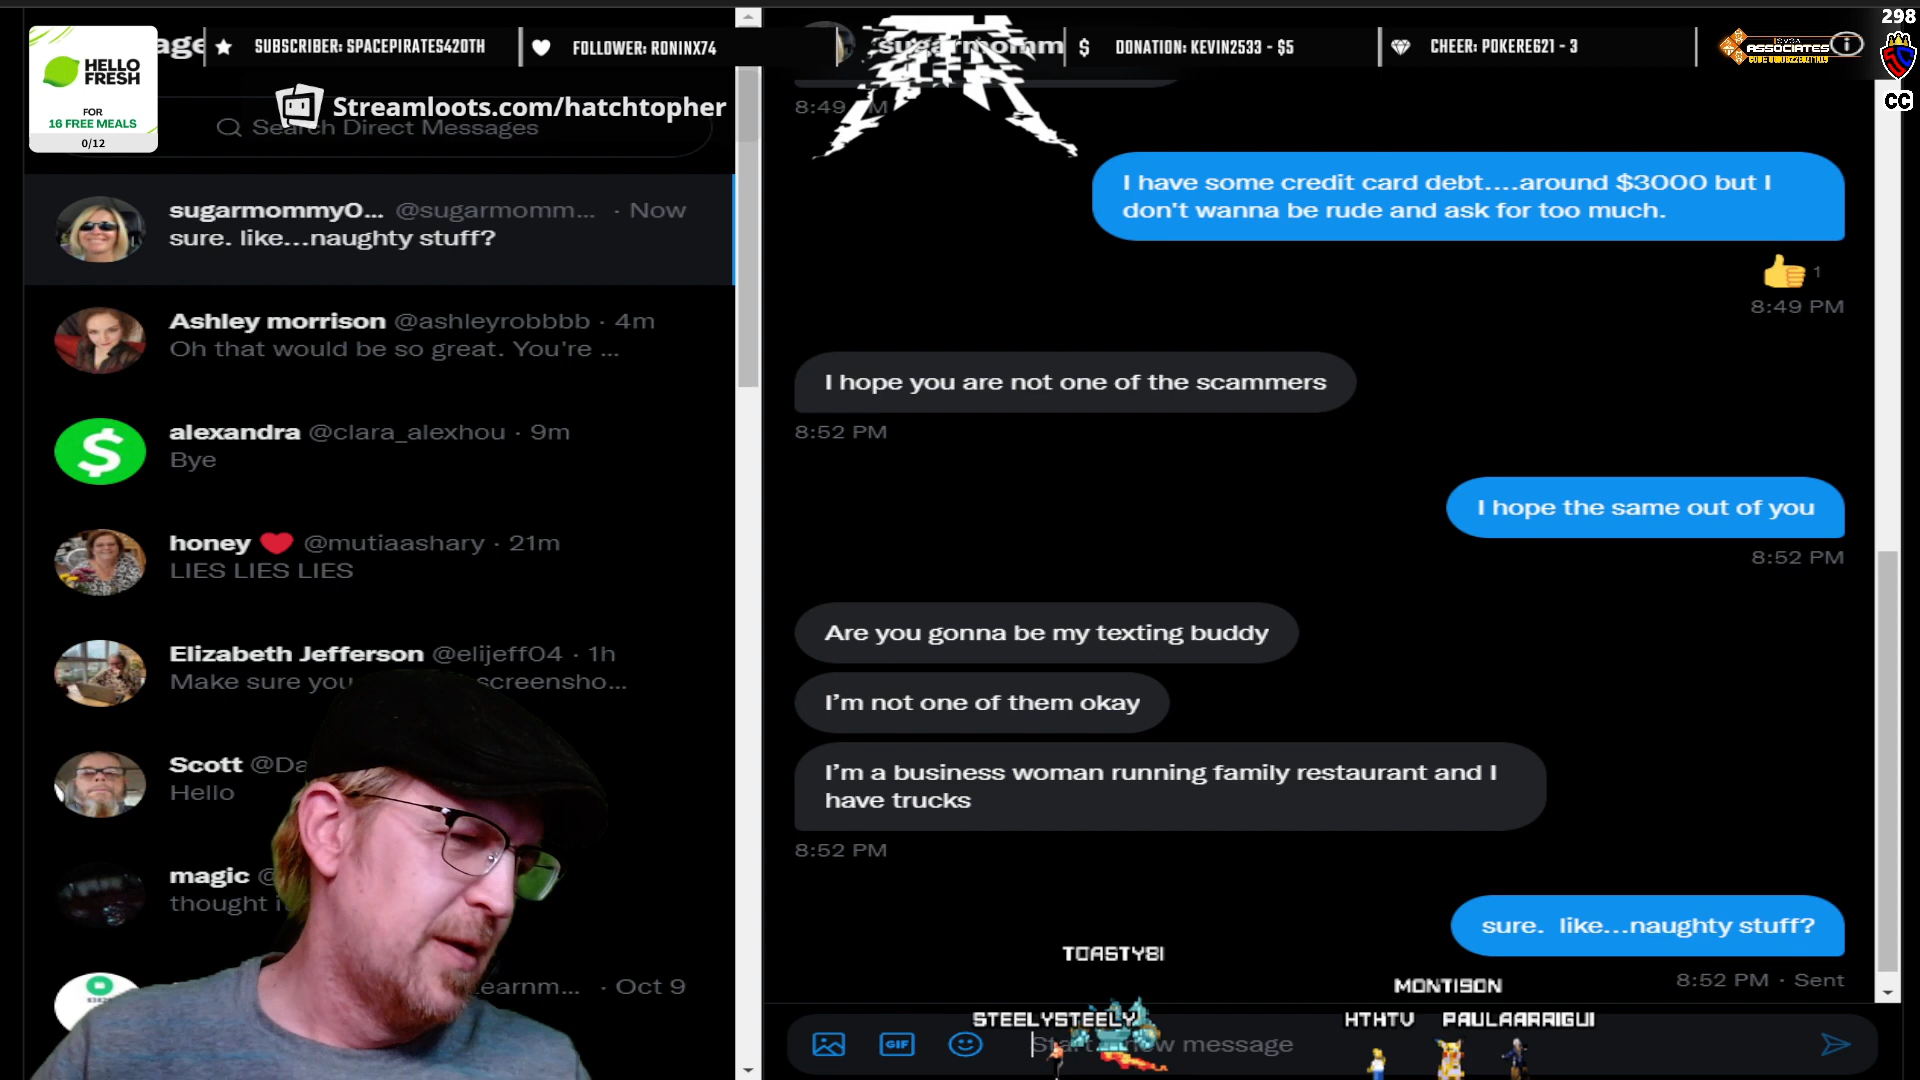 298
SUBSCRIBER: SPACEPIRATES420TH
FOLLOWER: RONINX74
DONATION: KEVIN2533 - $5
CHEER: POKERE621 - 3
ASSOCIATES
CC
HELLO
FRESH
FOR
16 FREE MEALS
0/12
Streamloots.com/hatchtopher
Search Direct Messages
sugarmommyO... @sugarmomm... · Now
sure. like...naughty stuff?
Ashley morrison @ashleyrobbbb · 4m
Oh that would be so great. You're ...
alexandra @clara_alexhou · 9m
Bye
honey ❤️ @mutiaashary · 21m
LIES LIES LIES
Elizabeth Jefferson @elijeff04 · 1h
Make sure you screensho...
Scott @Da
Hello
magic @
thought
earnm... · Oct 9
sugarmomm
8:49 PM
I have some credit card debt....around $3000 but I
don't wanna be rude and ask for too much.
👍 1
8:49 PM
I hope you are not one of the scammers
8:52 PM
I hope the same out of you
8:52 PM
Are you gonna be my texting buddy
I’m not one of them okay
I’m a business woman running family restaurant and I
have trucks
8:52 PM
sure.  like...naughty stuff?
8:52 PM · Sent
TOASTY81
MONTISON
STEELYSTEELY
HTHTV
PAULAARRIGUI
GIF
Start a new message